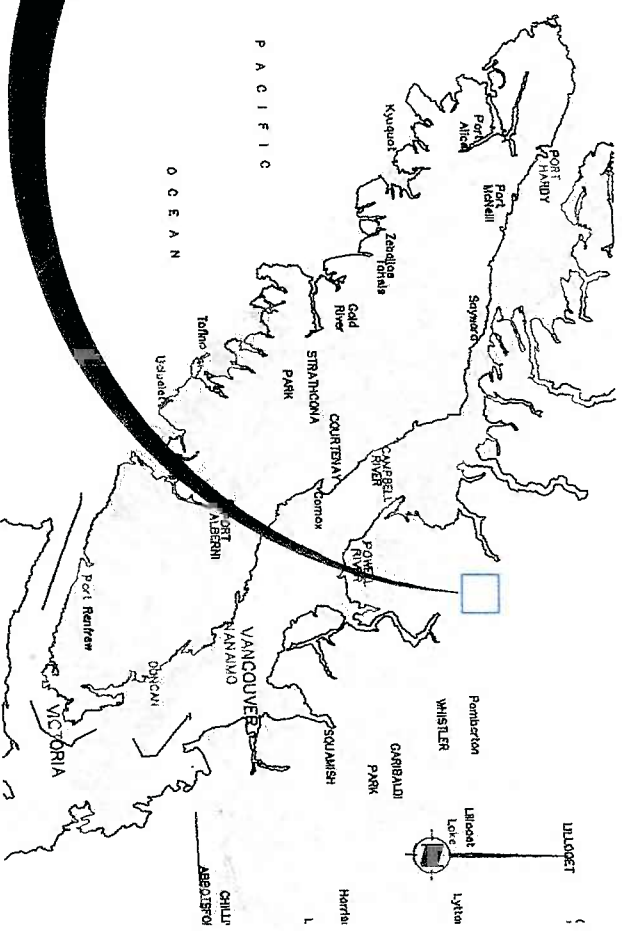 PORT
HARDY
Port
McNeill
Port
Alice
Kyuquot
PACIFIC
OCEAN
Zeballos
Tahsis
Gold
River
Sayward
STRATHCONA
PARK
COURTENAY
Comox
CAMPBELL
RIVER
Tofino
Ucluelet
PORT
ALBERNI
POWELL
RIVER
Port Renfrew
DUNCAN
NANAIMO
VANCOUVER
VICTORIA
SQUAMISH
GARIBALDI
PARK
WHISTLER
Pemberton
Lillooet
Lake
LILLOOET